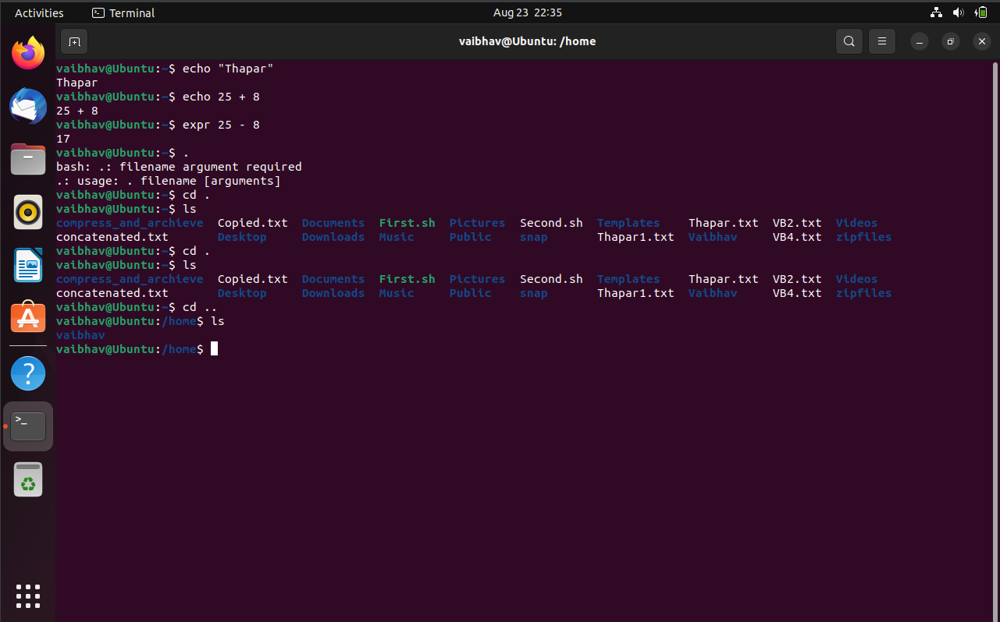 Activities Terminal Aug 23 22:35
vaibhav@Ubuntu: /home
vaibhav@Ubuntu:~$ echo "Thapar"
Thapar
vaibhav@Ubuntu:~$ echo 25 + 8
25 + 8
vaibhav@Ubuntu:~$ expr 25 - 8
17
vaibhav@Ubuntu:~$ .
bash: .: filename argument required
.: usage: . filename [arguments]
vaibhav@Ubuntu:~$ cd .
vaibhav@Ubuntu:~$ ls
compress_and_archieve Copied.txt Documents First.sh Pictures Second.sh Templates Thapar.txt VB2.txt Videos
concatenated.txt Desktop Downloads Music Public snap Thapar1.txt Vaibhav VB4.txt zipfiles
vaibhav@Ubuntu:~$ cd .
vaibhav@Ubuntu:~$ ls
compress_and_archieve Copied.txt Documents First.sh Pictures Second.sh Templates Thapar.txt VB2.txt Videos
concatenated.txt Desktop Downloads Music Public snap Thapar1.txt Vaibhav VB4.txt zipfiles
vaibhav@Ubuntu:~$ cd ..
vaibhav@Ubuntu:/home$ ls
vaibhav
vaibhav@Ubuntu:/home$